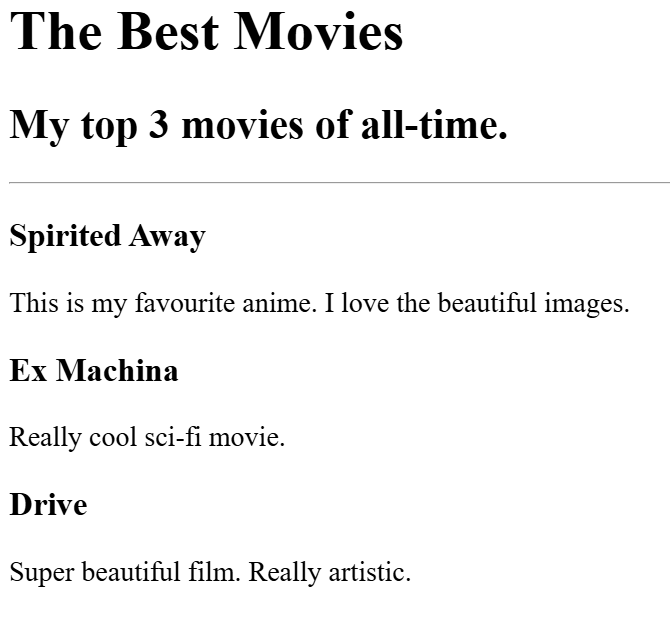 The Best Movies
My top 3 movies of all-time.
Spirited Away
This is my favourite anime. I love the beautiful images.
Ex Machina
Really cool sci-fi movie.
Drive
Super beautiful film. Really artistic.